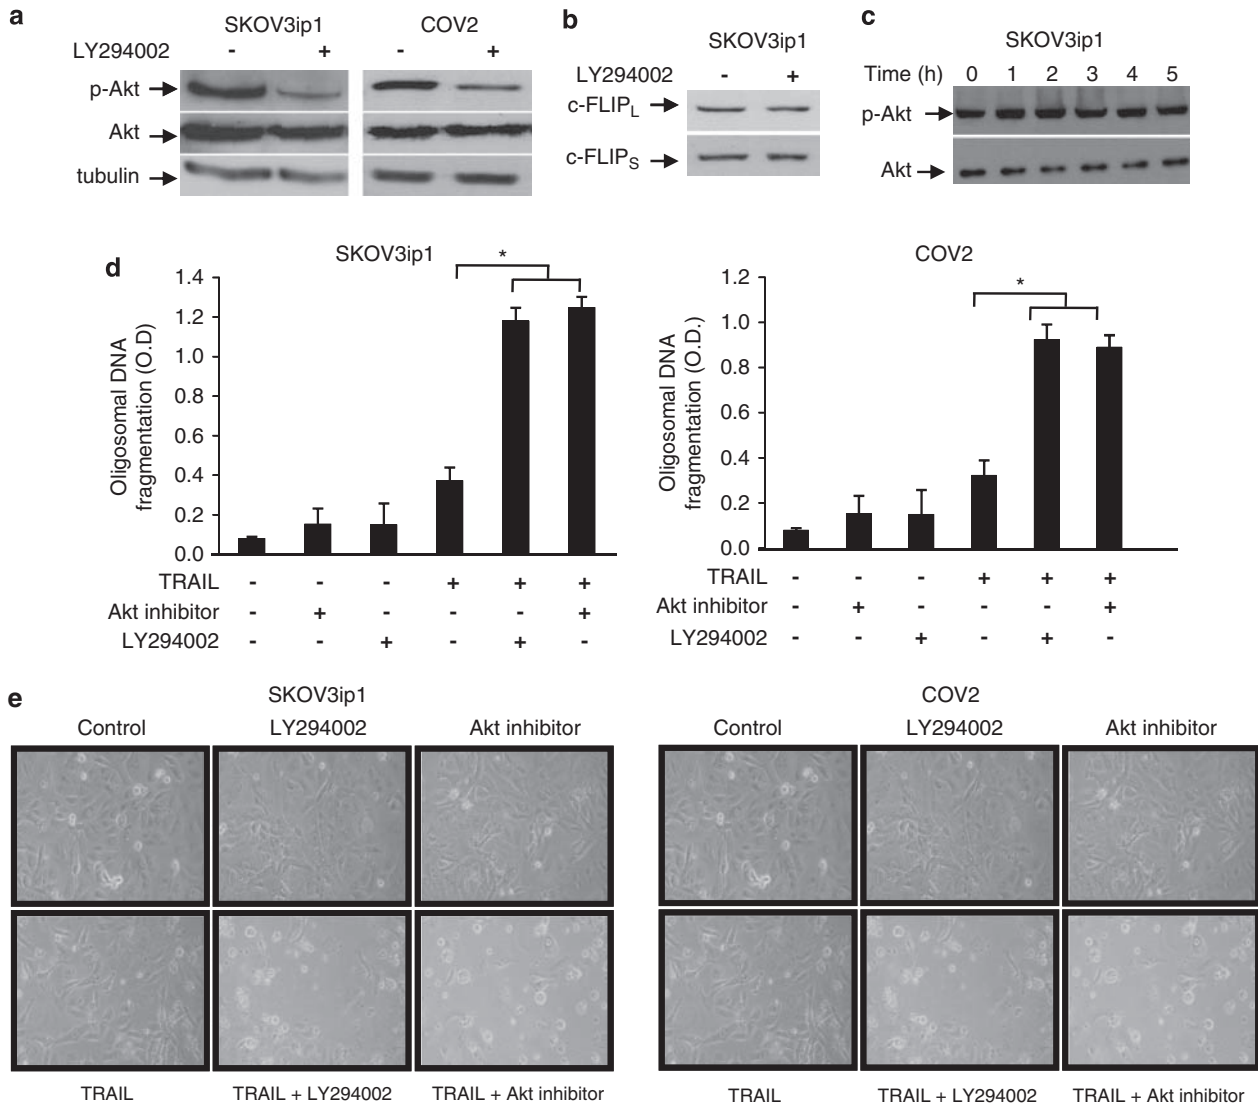 a
SKOV3ip1
COV2
LY294002 - + - +
p-Akt
Akt
tubulin
b
SKOV3ip1
LY294002 - +
c-FLIPL
c-FLIPS
c
SKOV3ip1
Time (h) 0 1 2 3 4 5
p-Akt
Akt
d
SKOV3ip1
*
Oligosomal DNA
fragmentation (O.D)
1.4
1.2
1.0
0.8
0.6
0.4
0.2
0.0
TRAIL - - - + + +
Akt inhibitor - + - - - +
LY294002 - - + - + -
COV2
*
Oligosomal DNA
fragmentation (O.D.)
1.2
1.0
0.8
0.6
0.4
0.2
0.0
TRAIL - - - + + +
Akt inhibitor - + - - - +
LY294002 - - + - + -
e
SKOV3ip1
Control LY294002 Akt inhibitor
TRAIL TRAIL + LY294002 TRAIL + Akt inhibitor
COV2
Control LY294002 Akt inhibitor
TRAIL TRAIL + LY294002 TRAIL + Akt inhibitor